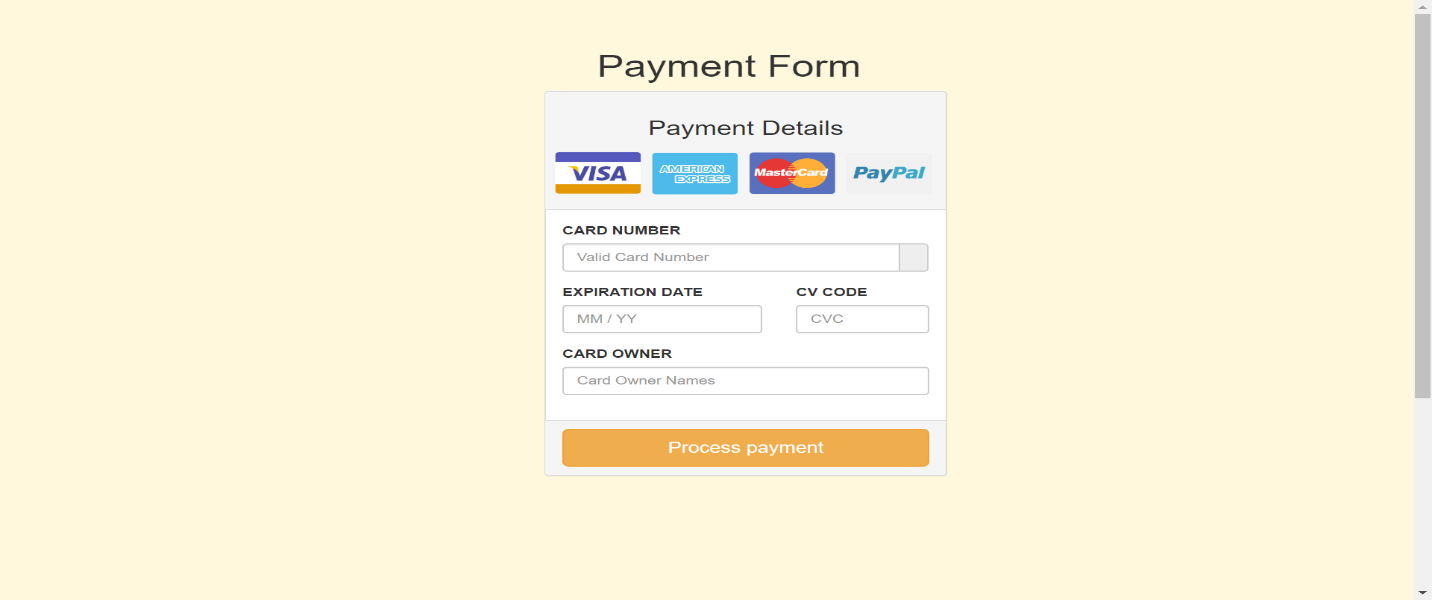 Payment Form
Payment Details
VISA AMERICAN EXPRESS MasterCard PayPal
CARD NUMBER
Valid Card Number
EXPIRATION DATE CV CODE
MM / YY CVC
CARD OWNER
Card Owner Names
Process payment